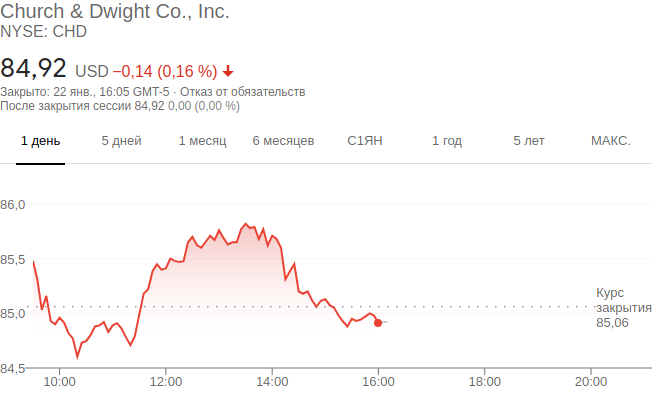 Church & Dwight Co., Inc.
NYSE: CHD
84,92 USD −0,14 (0,16 %)
Закрыто: 22 янв., 16:05 GMT-5 · Отказ от обязательств
После закрытия сессии 84,92 0,00 (0,00 %)
1 день 5 дней 1 месяц 6 месяцев С1ЯН 1 год 5 лет МАКС.
86,0
85,5
Курс
закрытия
85,06
85,0
84,5
10:00 12:00 14:00 16:00 18:00 20:00